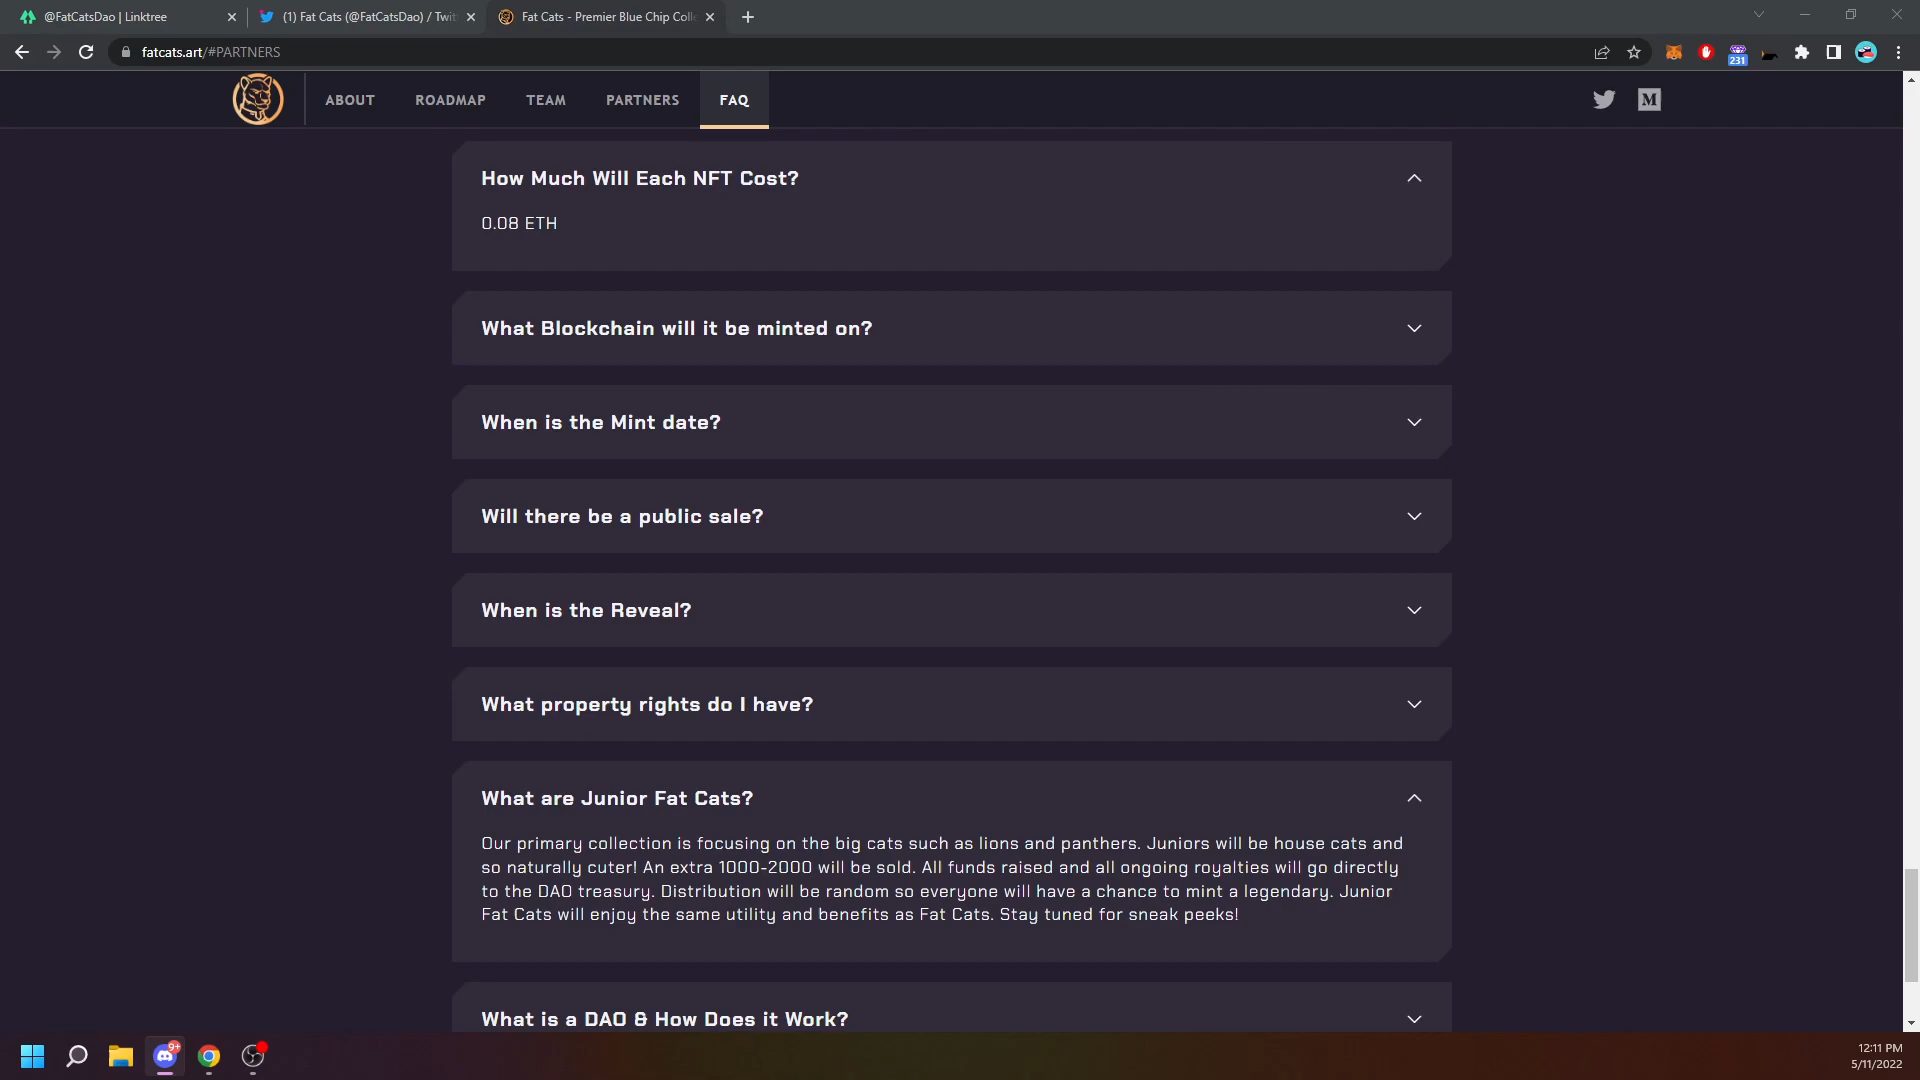 @FatCatsDao | Linktree
(1) Fat Cats (@FatCatsDao) / Twit
Fat Cats - Premier Blue Chip Coll
fatcats.art/#PARTNERS
231
ABOUT
ROADMAP
TEAM
PARTNERS
FAQ
M
How Much Will Each NFT Cost?
0.08 ETH
What Blockchain will it be minted on?
When is the Mint date?
Will there be a public sale?
When is the Reveal?
What property rights do I have?
What are Junior Fat Cats?
Our primary collection is focusing on the big cats such as lions and panthers. Juniors will be house cats and
so naturally cuter! An extra 1000-2000 will be sold. All funds raised and all ongoing royalties will go directly
to the DAO treasury. Distribution will be random so everyone will have a chance to mint a legendary. Junior
Fat Cats will enjoy the same utility and benefits as Fat Cats. Stay tuned for sneak peeks!
What is a DAO & How Does it Work?
9+
12:11 PM
5/11/2022